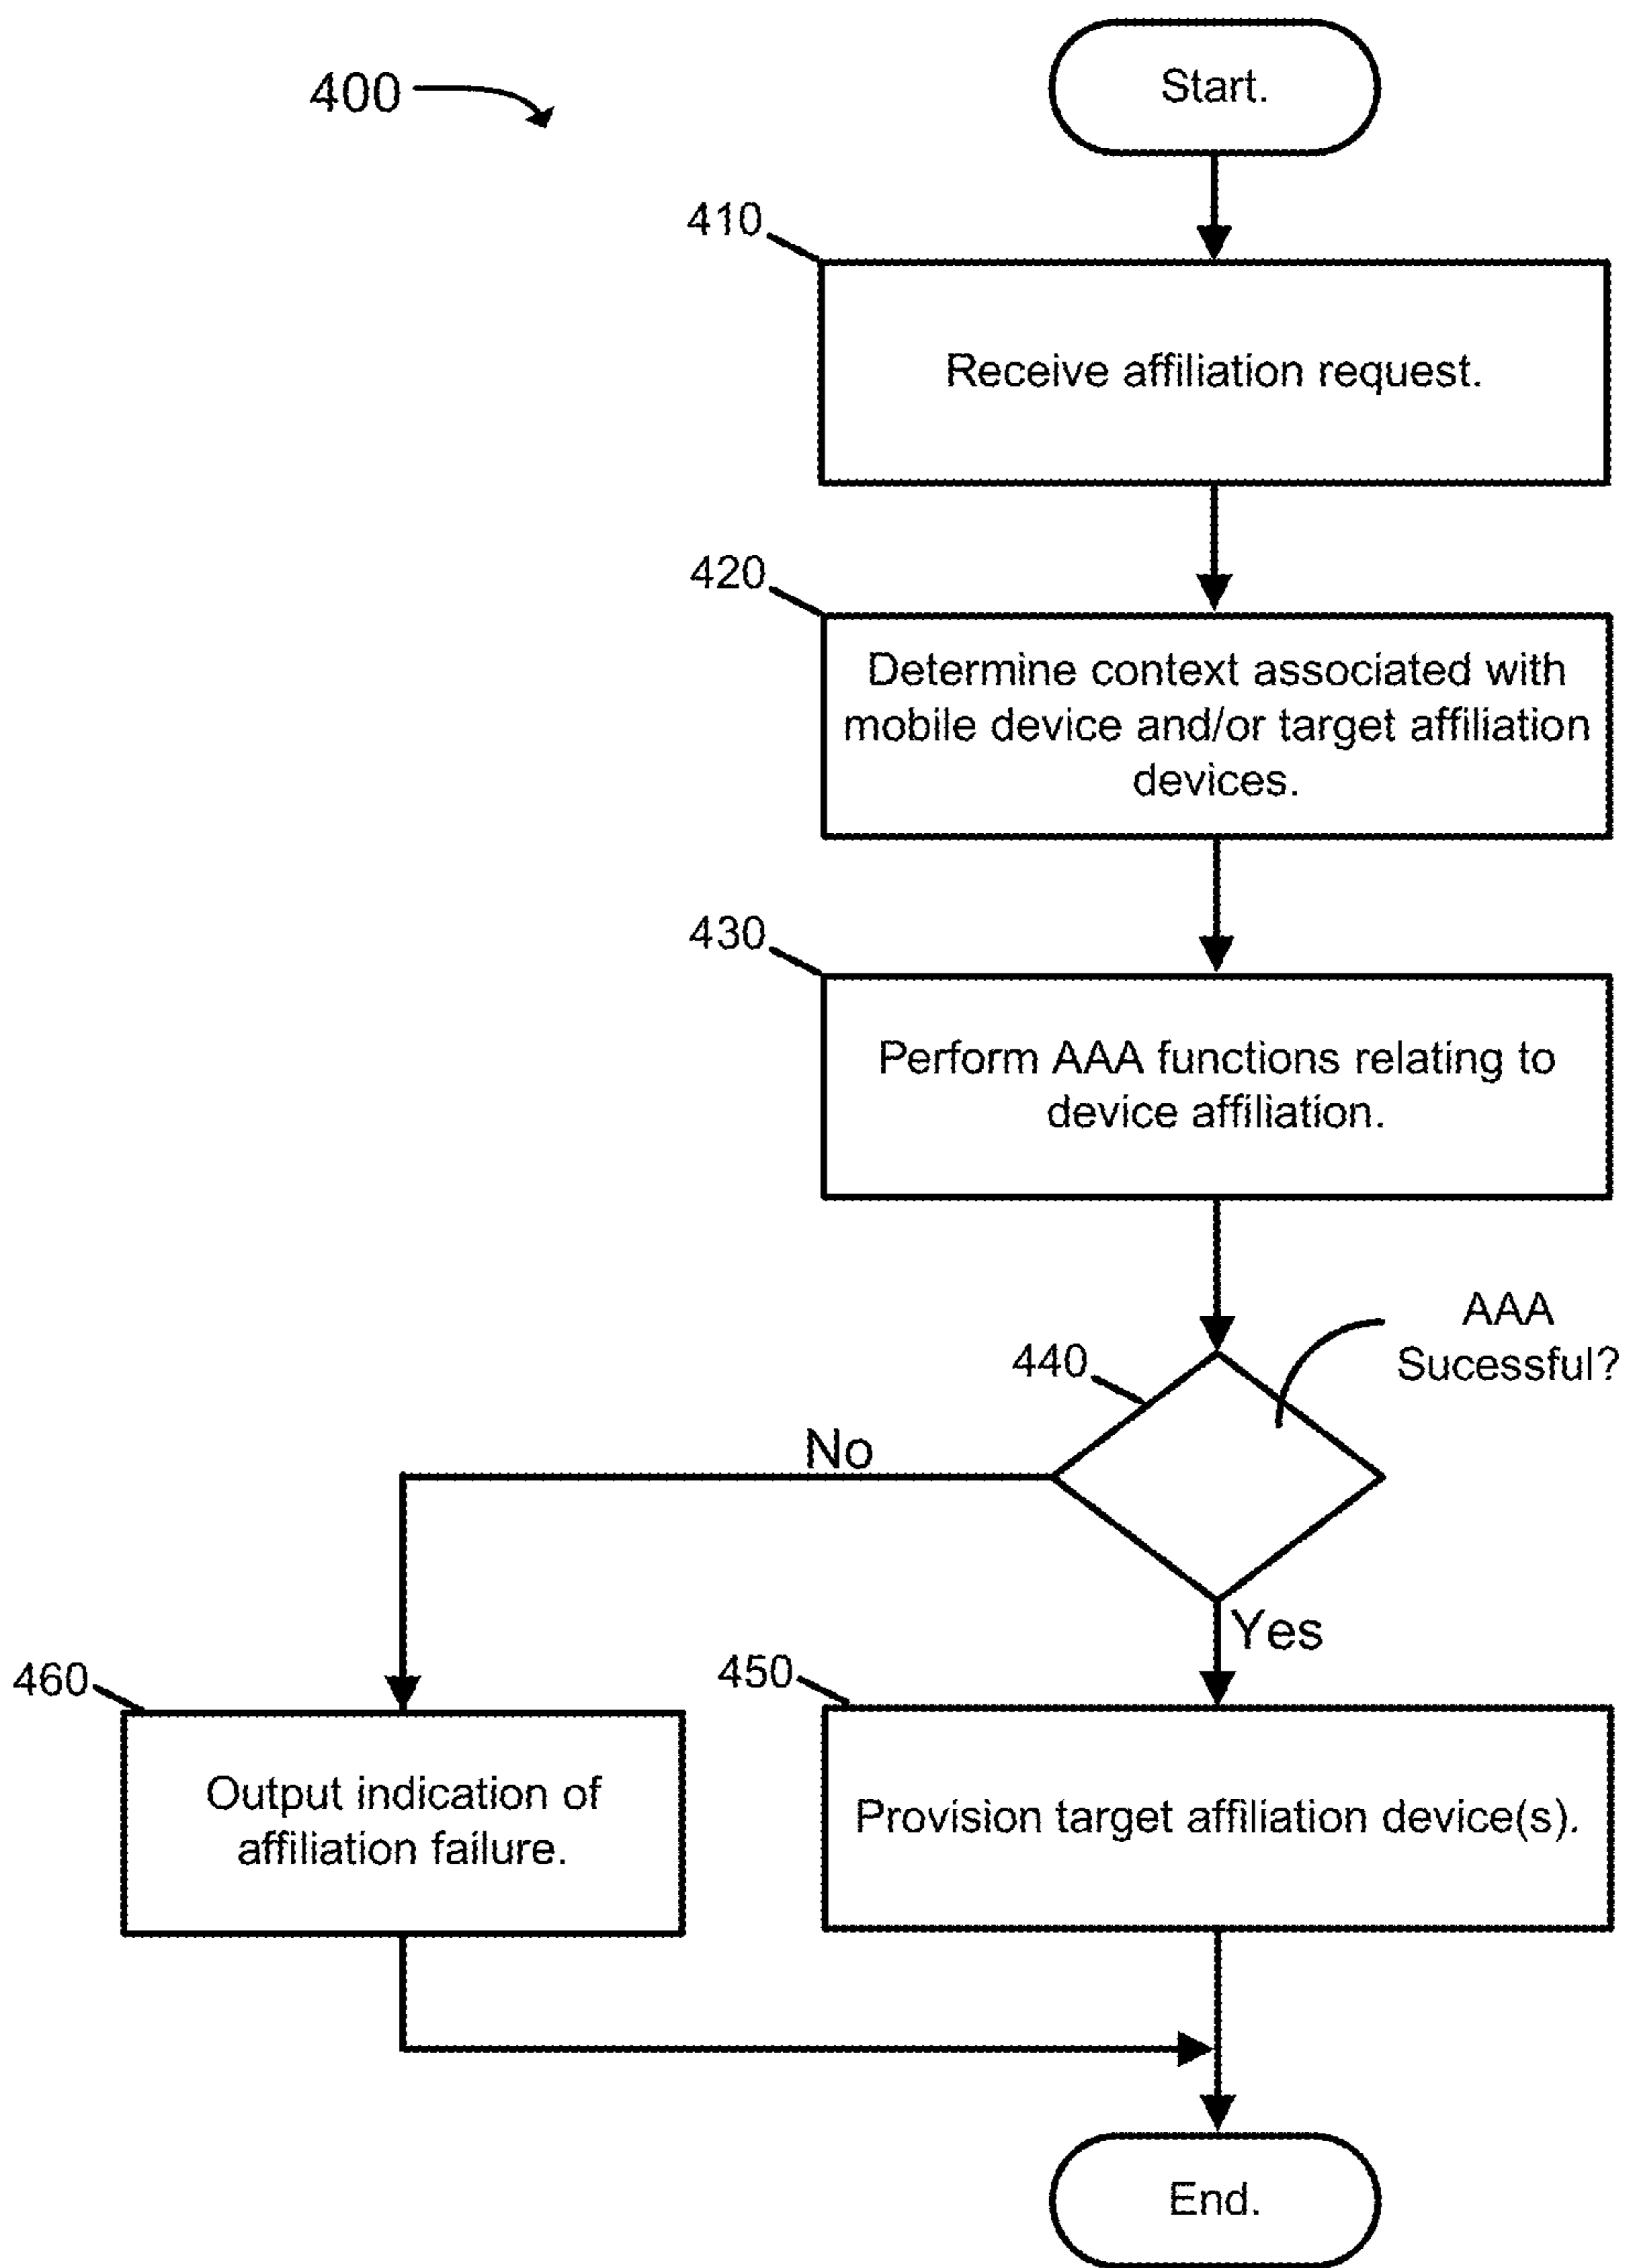 400
Start.
410
Receive affiliation request.
420
Determine context associated with
mobile device and/or target affiliation
devices.
430
Perform AAA functions relating to
device affiliation.
AAA
Sucessful?
440
No
Yes
460
450
Output indication of
affiliation failure.
Provision target affiliation device(s).
End.